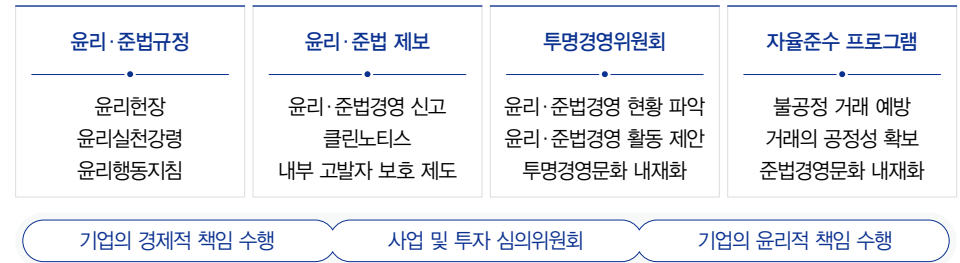 윤리·준법규정
윤리헌장
윤리실천강령
윤리행동지침
윤리·준법 제보
윤리·준법경영 신고
클린노티스
내부 고발자 보호 제도
투명경영위원회
윤리·준법경영 현황 파악
윤리·준법경영 활동 제안
투명경영문화 내재화
자율준수 프로그램
불공정 거래 예방
거래의 공정성 확보
준법경영문화 내재화
기업의 경제적 책임 수행
사업 및 투자 심의위원회
기업의 윤리적 책임 수행